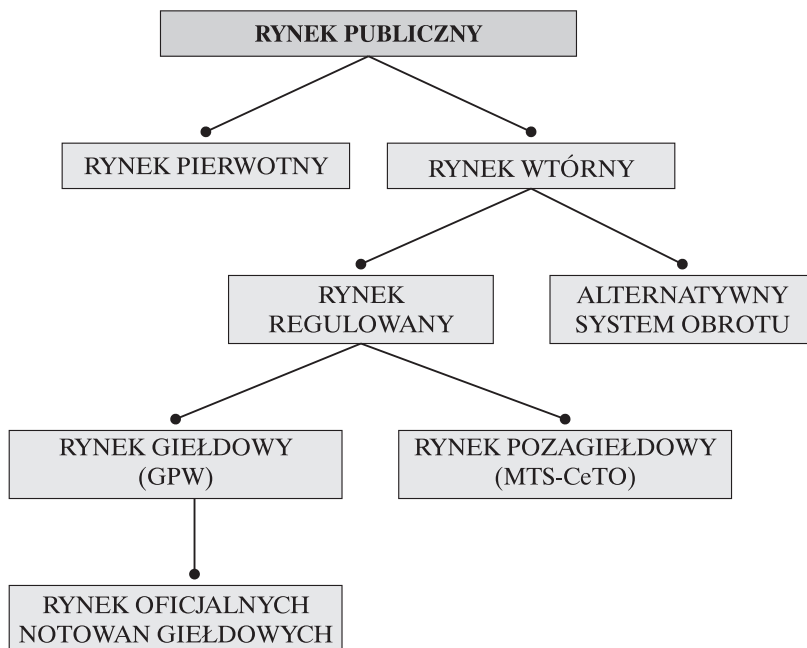 RYNEK PUBLICZNY
RYNEK PIERWOTNY
RYNEK WTÓRNY
RYNEK
REGULOWANY
ALTERNATYWNY
SYSTEM OBROTU
RYNEK GIEŁDOWY
(GPW)
RYNEK POZAGIEŁDOWY
(MTS-CeTO)
RYNEK OFICJALNYCH
NOTOWAN GIEŁDOWYCH